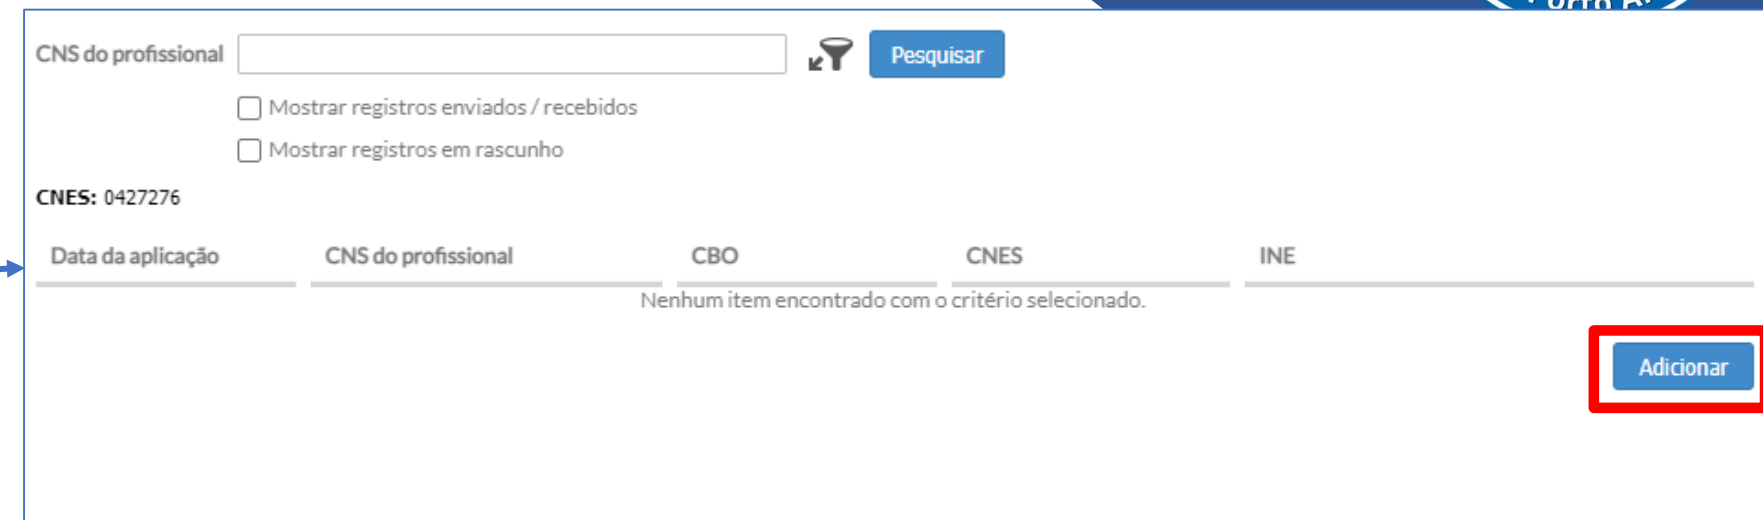 Porto
CNS do profissional
Pesquisar
Mostrar registros enviados / recebidos
Mostrar registros em rascunho
CNES: 0427276
Data da aplicação CNS do profissional CBO CNES INE
Nenhum item encontrado com o critério selecionado.
Adicionar